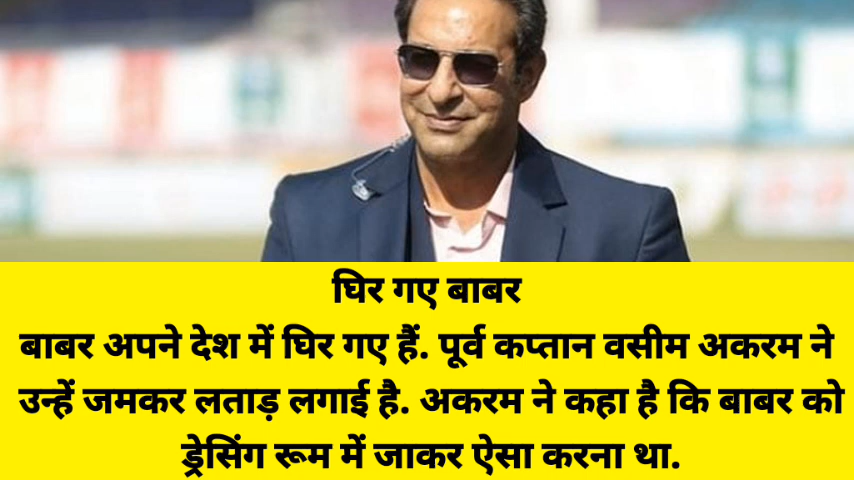 घिर गए बाबर
बाबर अपने देश में घिर गए हैं. पूर्व कप्तान वसीम अकरम ने
उन्हें जमकर लताड़ लगाई है. अकरम ने कहा है कि बाबर को
ड्रेसिंग रूम में जाकर ऐसा करना था.